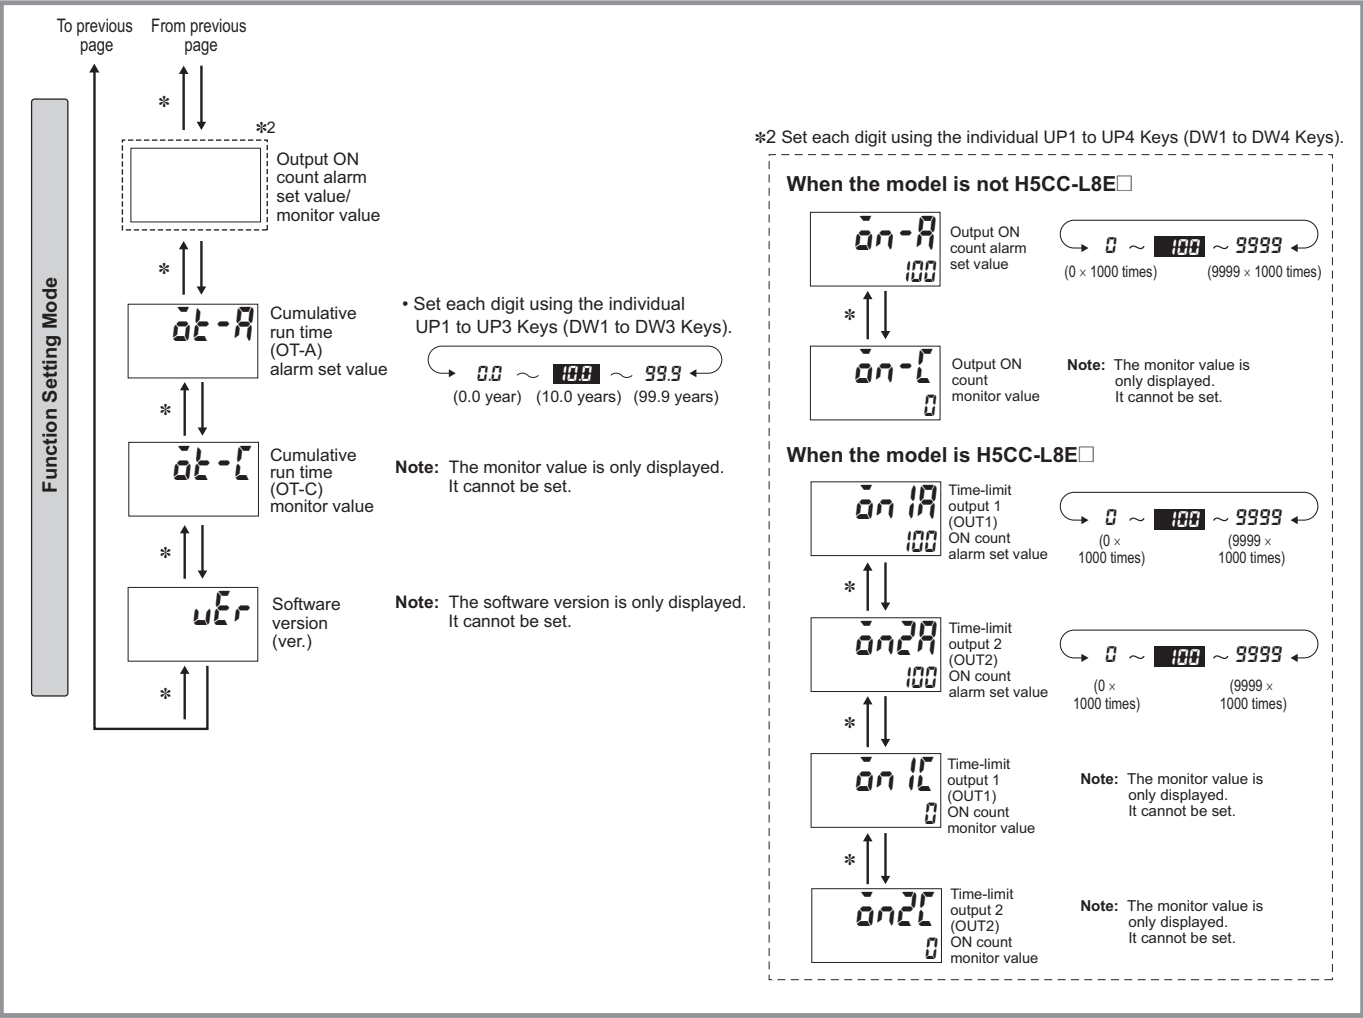 To previous
page
From previous
page
*
*2
Output ON
count alarm
set value/
monitor value
*
Function Setting Mode
ot-A
Cumulative
run time
(OT-A)
alarm set value
• Set each digit using the individual
UP1 to UP3 Keys (DW1 to DW3 Keys).
0.0 ~ 10.0 ~ 99.9
(0.0 year) (10.0 years) (99.9 years)
*
ot-C
Cumulative
run time
(OT-C)
monitor value
Note: The monitor value is only displayed.
It cannot be set.
*
vEr
Software
version
(ver.)
Note: The software version is only displayed.
It cannot be set.
*
*2 Set each digit using the individual UP1 to UP4 Keys (DW1 to DW4 Keys).
When the model is not H5CC-L8E□
on-A
100
Output ON
count alarm
set value
0 ~ 100 ~ 9999
(0 × 1000 times) (9999 × 1000 times)
*
on-C
0
Output ON
count
monitor value
Note: The monitor value is
only displayed.
It cannot be set.
When the model is H5CC-L8E□
on1A
100
Time-limit
output 1
(OUT1)
ON count
alarm set value
0 ~ 100 ~ 9999
(0 ×
1000 times)
(9999 ×
1000 times)
*
on2A
100
Time-limit
output 2
(OUT2)
ON count
alarm set value
0 ~ 100 ~ 9999
(0 ×
1000 times)
(9999 ×
1000 times)
*
on1C
0
Time-limit
output 1
(OUT1)
ON count
monitor value
Note: The monitor value is
only displayed.
It cannot be set.
*
on2C
0
Time-limit
output 2
(OUT2)
ON count
monitor value
Note: The monitor value is
only displayed.
It cannot be set.